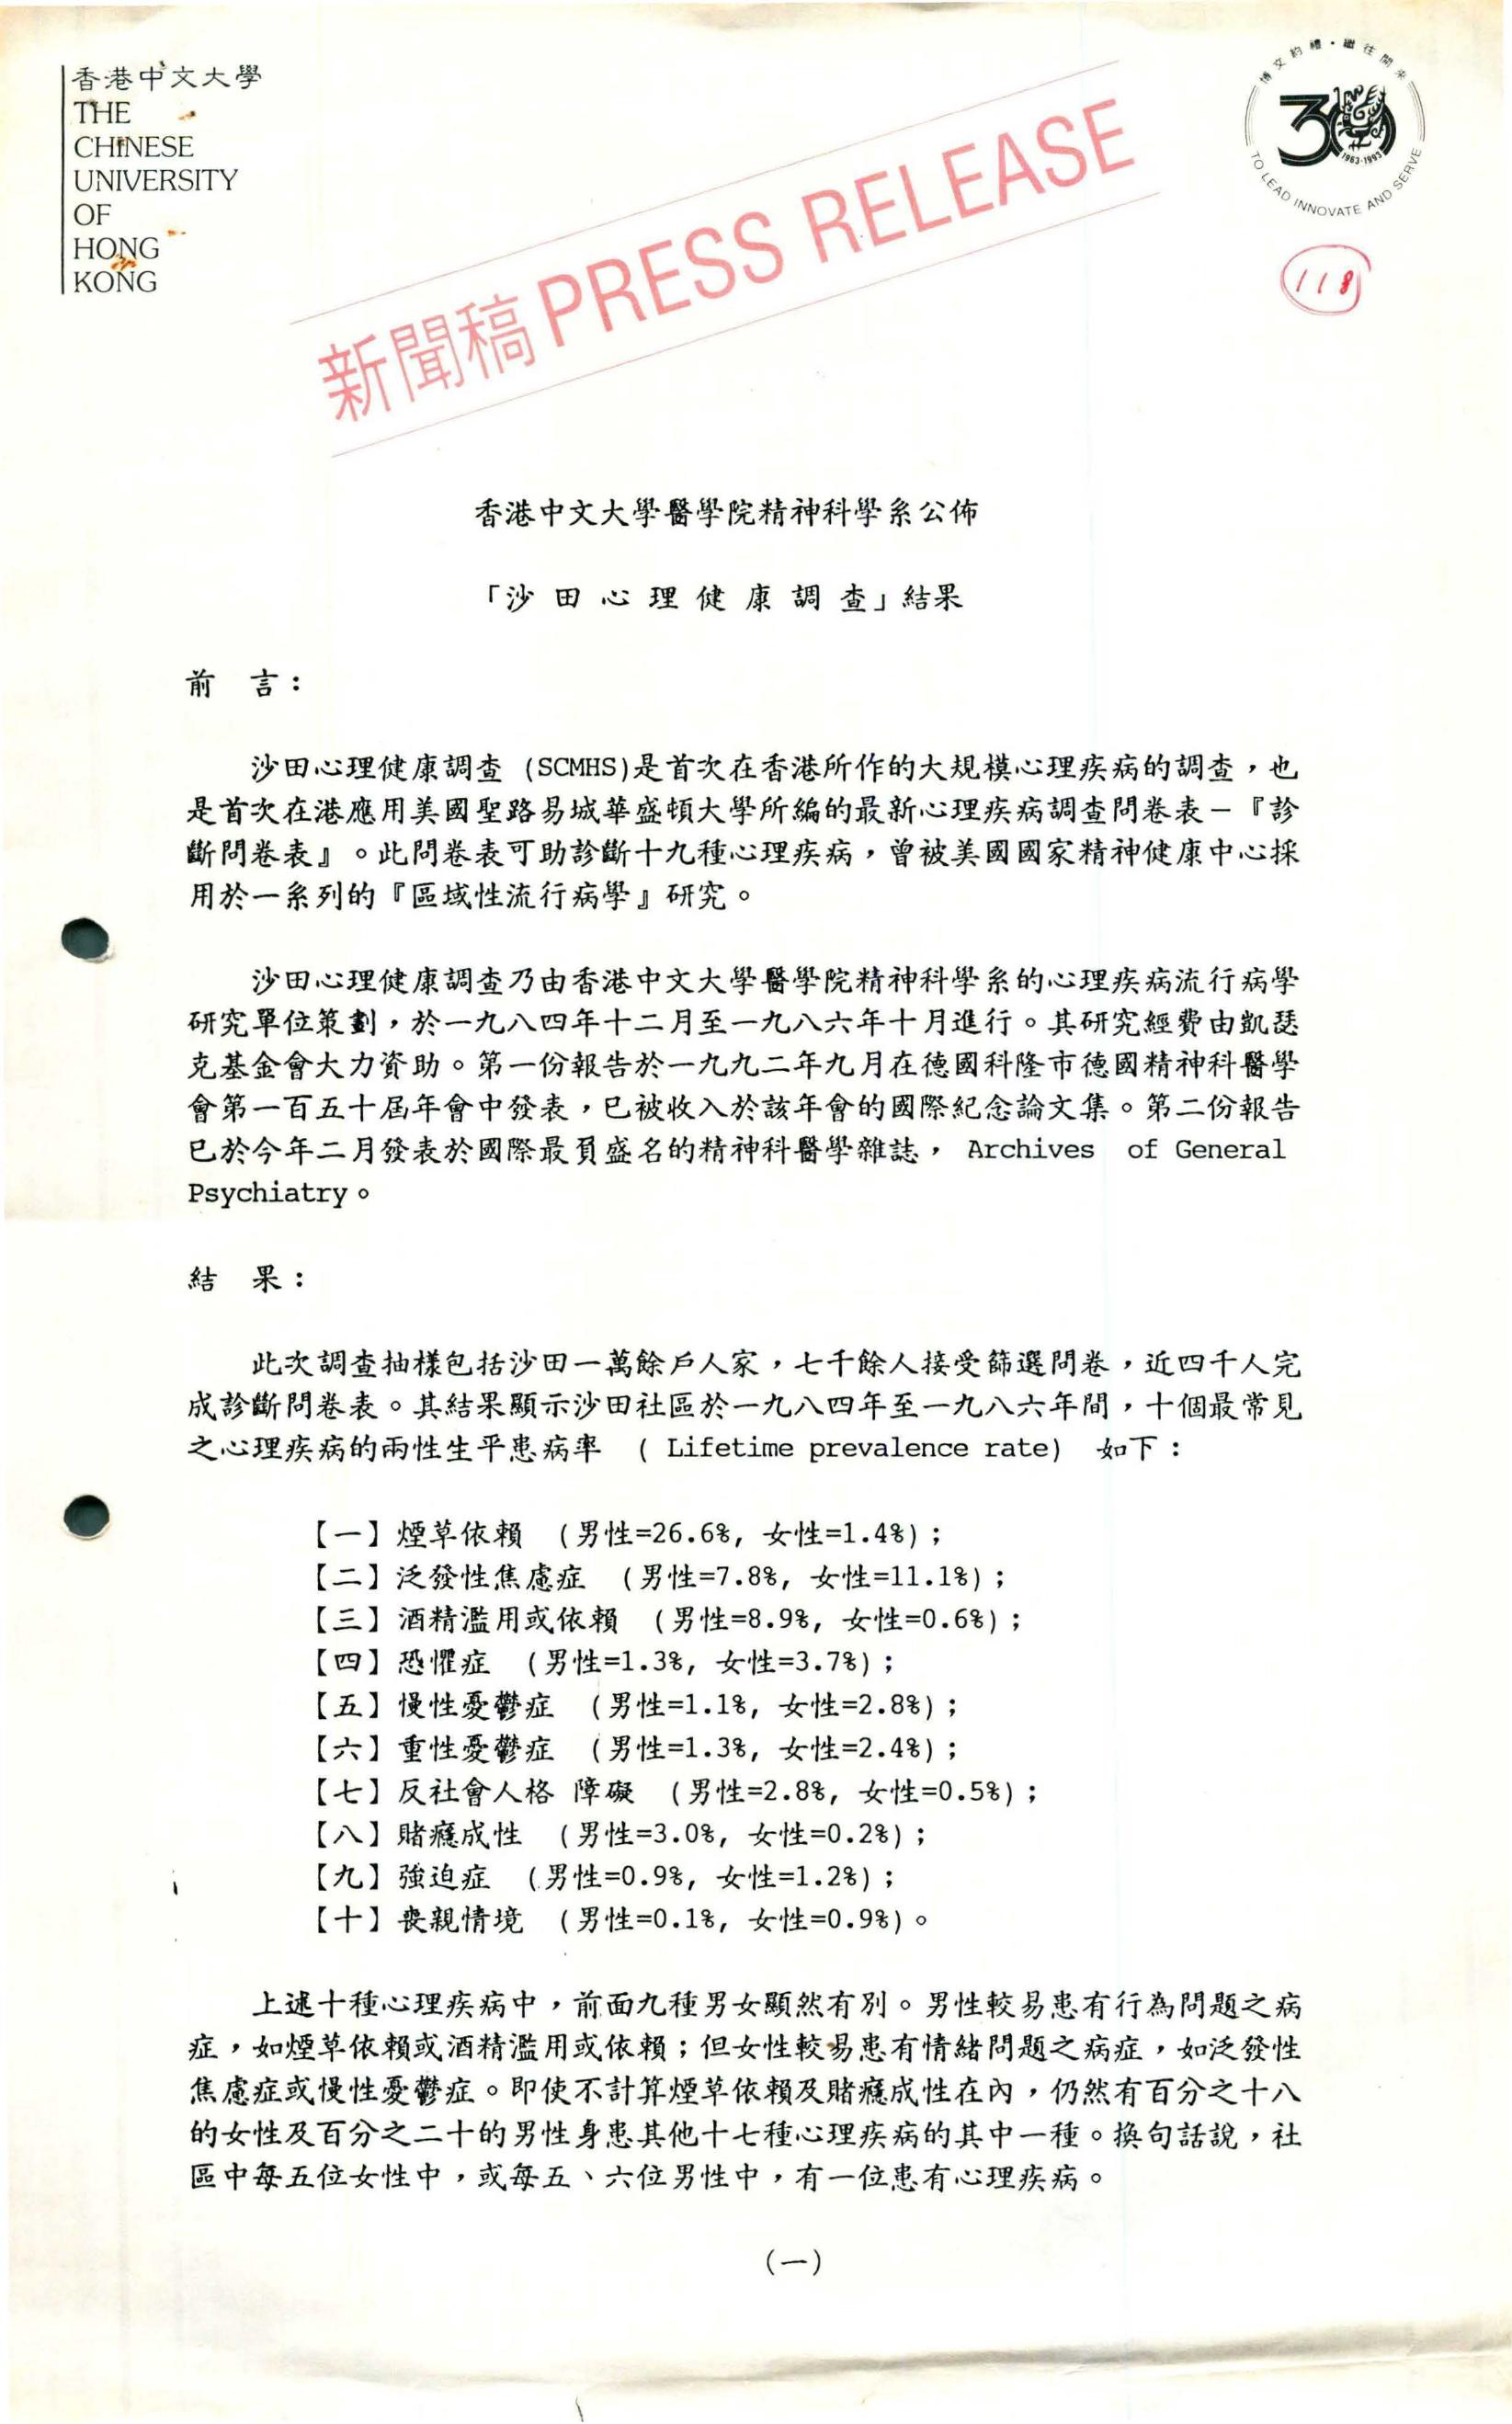 香港中文大學
THE
CHINESE
UNIVERSITY
OF
HONG
KONG
博文約禮·繼往開來
30
1963-1993
TO LEAD INNOVATE AND SERVE
118
新聞稿 PRESS RELEASE
香港中文大學醫學院精神科學系公佈
「沙田心理健康調查」結果
前 言：
沙田心理健康調查 (SCMHS)是首次在香港所作的大規模心理疾病的調查，也
是首次在港應用美國聖路易城華盛頓大學所編的最新心理疾病調查問卷表－『診
斷問卷表』。此問卷表可助診斷十九種心理疾病，曾被美國國家精神健康中心採
用於一系列的『區域性流行病學』研究。
沙田心理健康調查乃由香港中文大學醫學院精神科學系的心理疾病流行病學
研究單位策劃，於一九八四年十二月至一九八六年十月進行。其研究經費由凱瑟
克基金會大力資助。第一份報告於一九九二年九月在德國科隆市德國精神科醫學
會第一百五十屆年會中發表，已被收入於該年會的國際紀念論文集。第二份報告
已於今年二月發表於國際最負盛名的精神科醫學雜誌， Archives of General
Psychiatry。
結 果：
此次調查抽樣包括沙田一萬餘戶人家，七千餘人接受篩選問卷，近四千人完
成診斷問卷表。其結果顯示沙田社區於一九八四年至一九八六年間，十個最常見
之心理疾病的兩性生平患病率 ( Lifetime prevalence rate) 如下：
【一】煙草依賴 (男性=26.6%, 女性=1.4%)；
【二】泛發性焦慮症 (男性=7.8%, 女性=11.1%)；
【三】酒精濫用或依賴 (男性=8.9%, 女性=0.6%)；
【四】恐懼症 (男性=1.3%, 女性=3.7%)；
【五】慢性憂鬱症 (男性=1.1%, 女性=2.8%)；
【六】重性憂鬱症 (男性=1.3%, 女性=2.4%)；
【七】反社會人格 障礙 (男性=2.8%, 女性=0.5%)；
【八】賭癮成性 (男性=3.0%, 女性=0.2%)；
【九】強迫症 (男性=0.9%, 女性=1.2%)；
【十】喪親情境 (男性=0.1%, 女性=0.9%)。
上述十種心理疾病中，前面九種男女顯然有別。男性較易患有行為問題之病
症，如煙草依賴或酒精濫用或依賴；但女性較易患有情緒問題之病症，如泛發性
焦慮症或慢性憂鬱症。即使不計算煙草依賴及賭癮成性在內，仍然有百分之十八
的女性及百分之二十的男性身患其他十七種心理疾病的其中一種。換句話說，社
區中每五位女性中，或每五、六位男性中，有一位患有心理疾病。
(一)